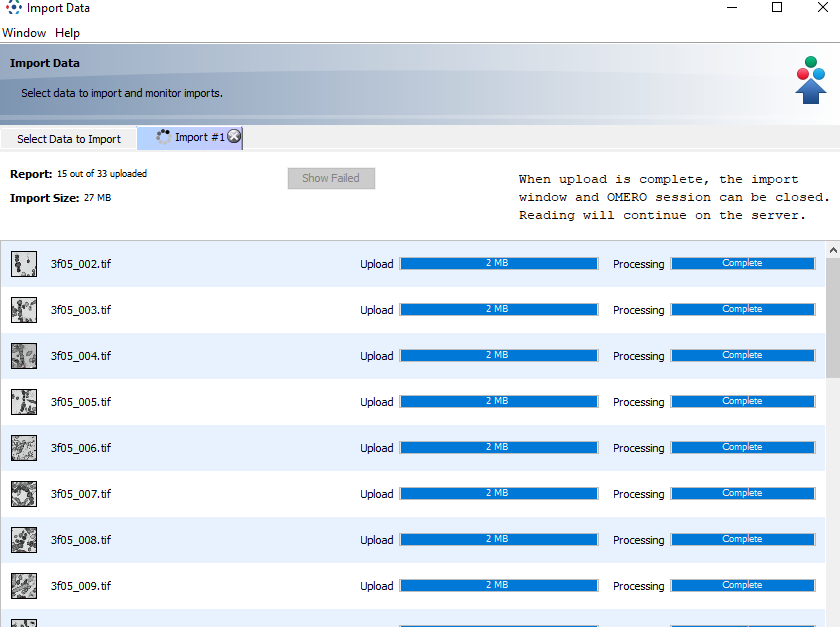 Import Data
Window Help
Import Data
Select data to import and monitor imports.
Select Data to Import Import #1
Report: 15 out of 33 uploaded
Show Failed
Import Size: 27 MB
When upload is complete, the import
window and OMERO session can be closed.
Reading will continue on the server.
3f05_002.tif Upload 2 MB Processing Complete
3f05_003.tif Upload 2 MB Processing Complete
3f05_004.tif Upload 2 MB Processing Complete
3f05_005.tif Upload 2 MB Processing Complete
3f05_006.tif Upload 2 MB Processing Complete
3f05_007.tif Upload 2 MB Processing Complete
3f05_008.tif Upload 2 MB Processing Complete
3f05_009.tif Upload 2 MB Processing Complete